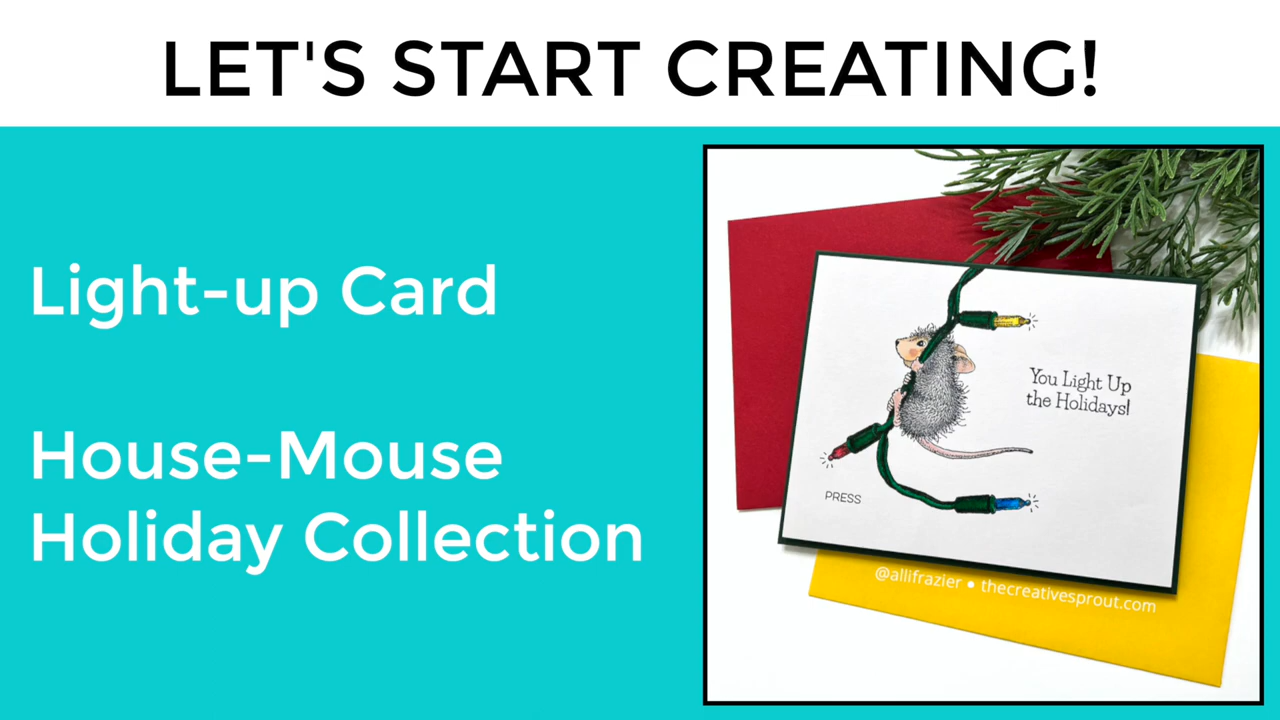 LET'S START CREATING!
Light-up Card
House-Mouse
Holiday Collection
You Light Up
the Holidays!
PRESS
@allifrazier • thecreativesprout.com